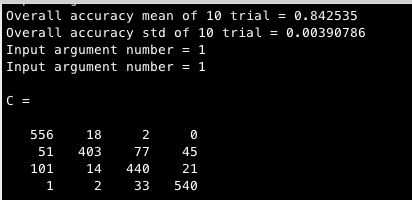 Overall accuracy mean of 10 trial = 0.842535
Overall accuracy std of 10 trial = 0.00390786
Input argument number = 1
Input argument number = 1
C =
556 18 2 0
51 403 77 45
101 14 440 21
1 2 33 540